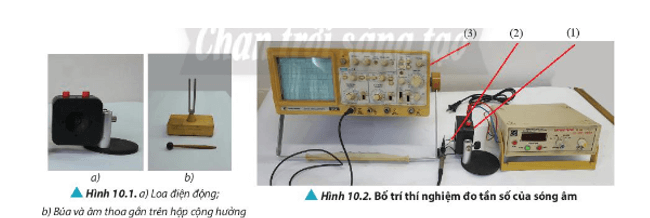 Chân trời sáng tạo
(3)
(2)
(1)
a)
b)
Hình 10.1. a) Loa điện động;
b) Búa và âm thoa gắn trên hộp cộng hưởng
Hình 10.2. Bố trí thí nghiệm đo tần số của sóng âm